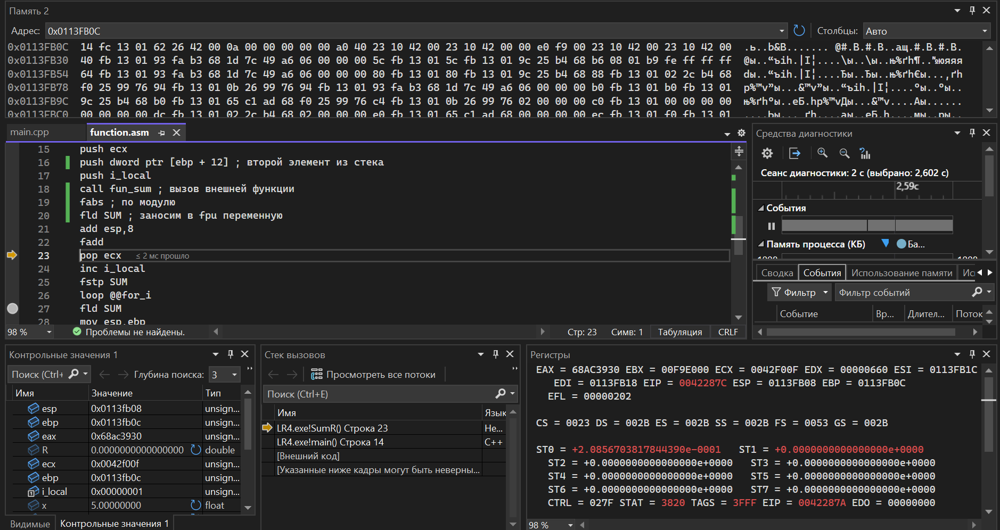 Память 2
Адрес: 0x0113FB0C Столбцы: Авто
0x0113FB0C 14 fc 13 01 62 26 42 00 0a 00 00 00 00 00 a0 40 23 10 42 00 23 10 42 00 00 e0 f9 00 23 10 42 00 23 10 42 00 .ь..b&B....... @#.B.#.B..ащ.#.B.#.B.
0x0113FB30 40 fb 13 01 93 fa b3 68 1d 7c 49 a6 06 00 00 00 5c fb 13 01 5c fb 13 01 9c 25 b4 68 b6 08 01 b9 fe ff ff ff @ы..“ъіh.|I¦....\ы..\ы..њ%ґh¶..№юяяя
0x0113FB54 64 fb 13 01 93 fa b3 68 1d 7c 49 a6 06 00 00 00 80 fb 13 01 80 fb 13 01 9c 25 b4 68 88 fb 13 01 02 2c b4 68 dы..“ъіh.|I¦....Ђы..Ђы..њ%ґh€ы...,ґh
0x0113FB78 f0 25 99 76 94 fb 13 01 0b 26 99 76 94 fb 13 01 93 fa b3 68 1d 7c 49 a6 06 00 00 00 b0 fb 13 01 b0 fb 13 01 р%™v”ы...&™v”ы..“ъіh.|I¦....°ы..°ы..
0x0113FB9C 9c 25 b4 68 b0 fb 13 01 65 c1 ad 68 f0 25 99 76 c4 fb 13 01 0b 26 99 76 02 00 00 00 c0 fb 13 01 00 00 00 00 њ%ґh°ы..eБ.hр%™vДы...&™v....Аы......
0x0113FBC0 00 00 00 00 dc fb 13 01 02 2c b4 68 02 00 00 00 e0 fb 13 01 65 c1 ad 68 00 00 00 00 ec fb 13 01 f0 fb 13 01 ....Ьы...,ґh....аы..eБ.h....мы..ры..
main.cpp function.asm
15 push ecx
16 push dword ptr [ebp + 12] ; второй элемент из стека
17 push i_local
18 call fun_sum ; вызов внешней функции
19 fabs ; по модулю
20 fld SUM ; заносим в fpu переменную
21 add esp,8
22 fadd
23 pop ecx ≤ 2 мс прошло
24 inc i_local
25 fstp SUM
26 loop @@for_i
27 fld SUM
28 mov esp,ebp
98 % Проблемы не найдены. Стр: 23 Симв: 1 Табуляция CRLF
Средства диагностики
Сеанс диагностики: 2 с (выбрано: 2,602 с)
2,59с
События
Память процесса (КБ) Ба...
Сводка События Использование памяти
Фильтр Фильтр событий
Событие Вр... Длител... Поток
Контрольные значения 1
Поиск (Ctrl+ Глубина поиска: 3
Имя Значение Тип
esp 0x0113fb08 unsign...
ebp 0x0113fb0c unsign...
eax 0x68ac3930 unsign...
R 0.0000000000000000 double
ecx 0x0042f00f unsign...
ebp 0x0113fb0c unsign...
i_local 0x00000001 unsign...
x 5.00000000 float
Видимые Контрольные значения 1
Стек вызовов
Просмотреть все потоки
Поиск (Ctrl+E)
Имя Язык
LR4.exe!SumR() Строка 23 Не...
LR4.exe!main() Строка 14 C++
[Внешний код]
[Указанные ниже кадры могут быть неверны...
Регистры
EAX = 68AC3930 EBX = 00F9E000 ECX = 0042F00F EDX = 00000660 ESI = 0113FB1C
EDI = 0113FB18 EIP = 0042287C ESP = 0113FB08 EBP = 0113FB0C
EFL = 00000202
CS = 0023 DS = 002B ES = 002B SS = 002B FS = 0053 GS = 002B
ST0 = +2.0856703817844390e-0001 ST1 = +0.0000000000000000e+0000
ST2 = +0.0000000000000000e+0000 ST3 = +0.0000000000000000e+0000
ST4 = +0.0000000000000000e+0000 ST5 = +0.0000000000000000e+0000
ST6 = +0.0000000000000000e+0000 ST7 = +0.0000000000000000e+0000
CTRL = 027F STAT = 3820 TAGS = 3FFF EIP = 0042287A EDO = 00000000
98 %